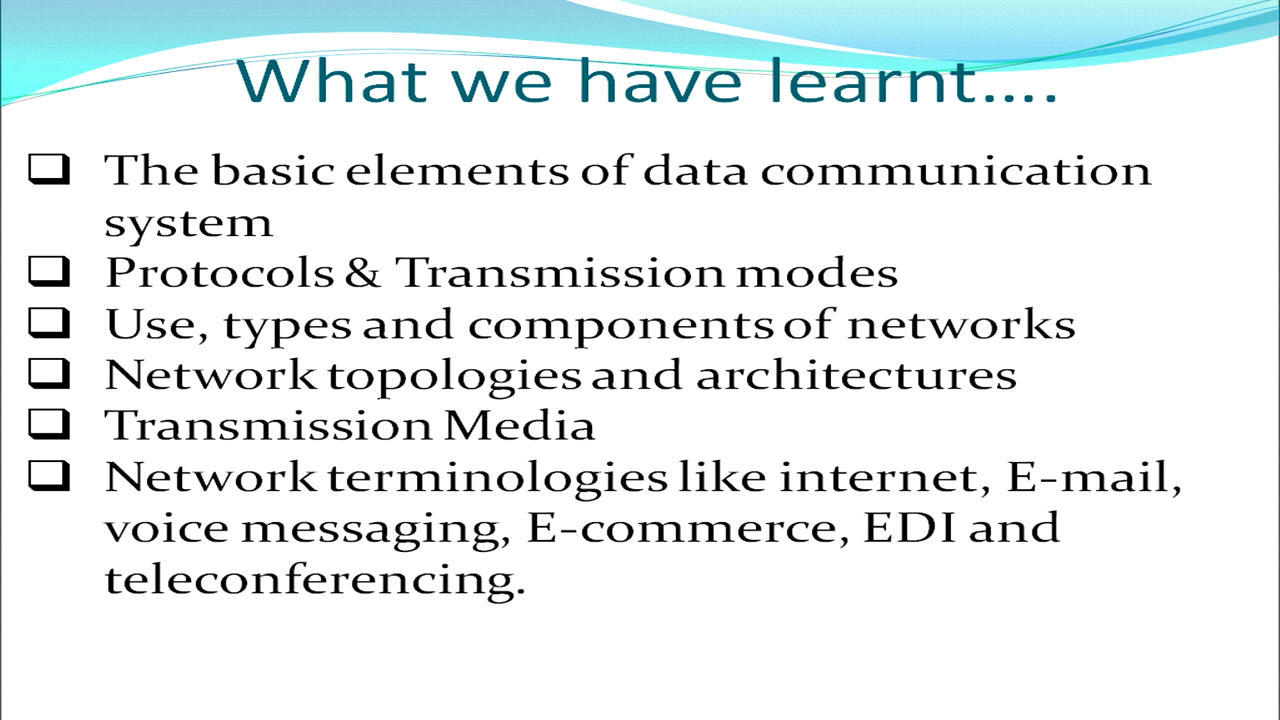 What we have learnt....
❑ The basic elements of data communication
system
❑ Protocols & Transmission modes
❑ Use, types and components of networks
❑ Network topologies and architectures
❑ Transmission Media
❑ Network terminologies like internet, E-mail,
voice messaging, E-commerce, EDI and
teleconferencing.